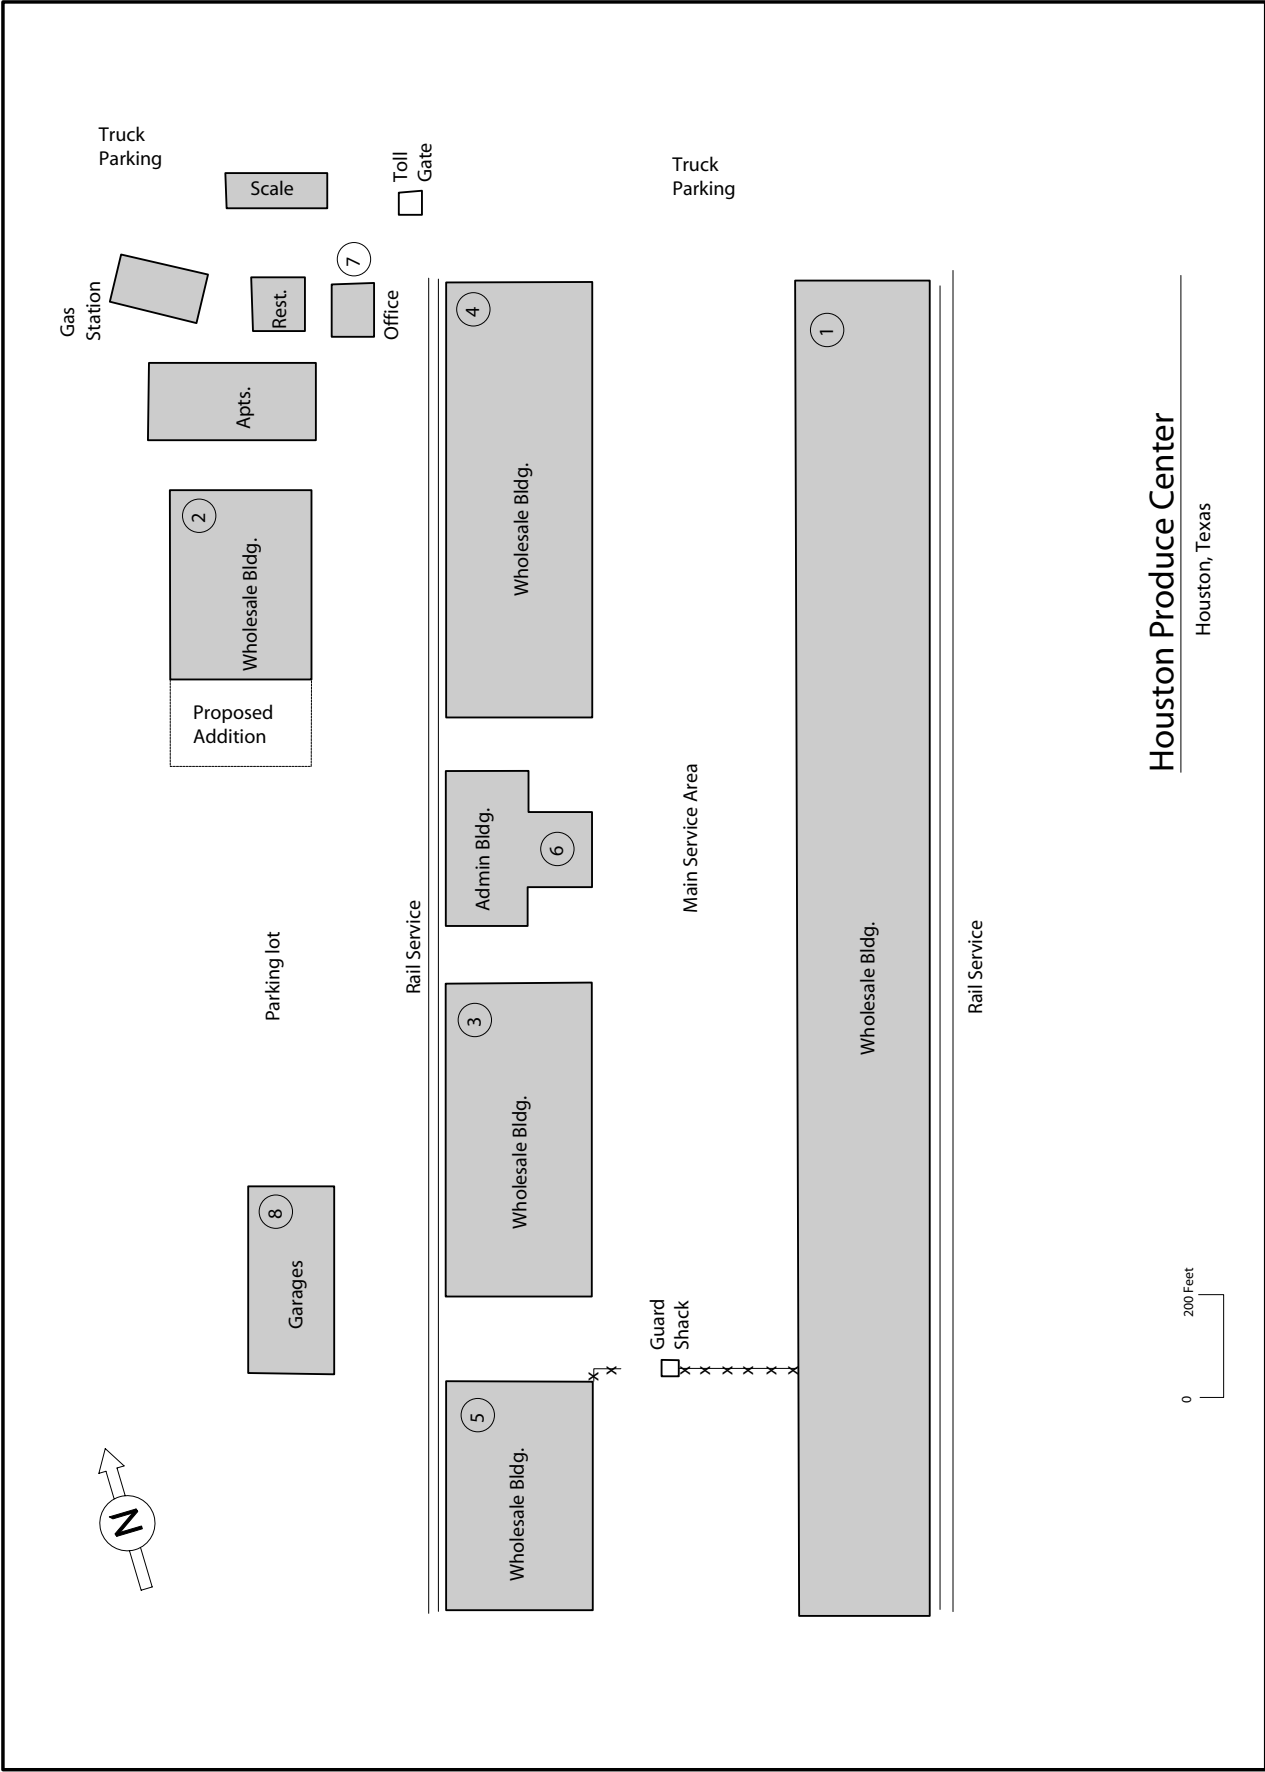 Truck
Parking
Scale
Toll
Gate
Truck
Parking
Gas
Station
Rest.
7
Office
Apts.
2
Wholesale Bldg.
Proposed
Addition
4
Wholesale Bldg.
1
Wholesale Bldg.
Admin Bldg.
6
Main Service Area
Parking lot
Rail Service
Rail Service
3
Wholesale Bldg.
8
Garages
Guard
Shack
x x x x x x x x
5
Wholesale Bldg.
N
Houston Produce Center
Houston, Texas
0
200 Feet